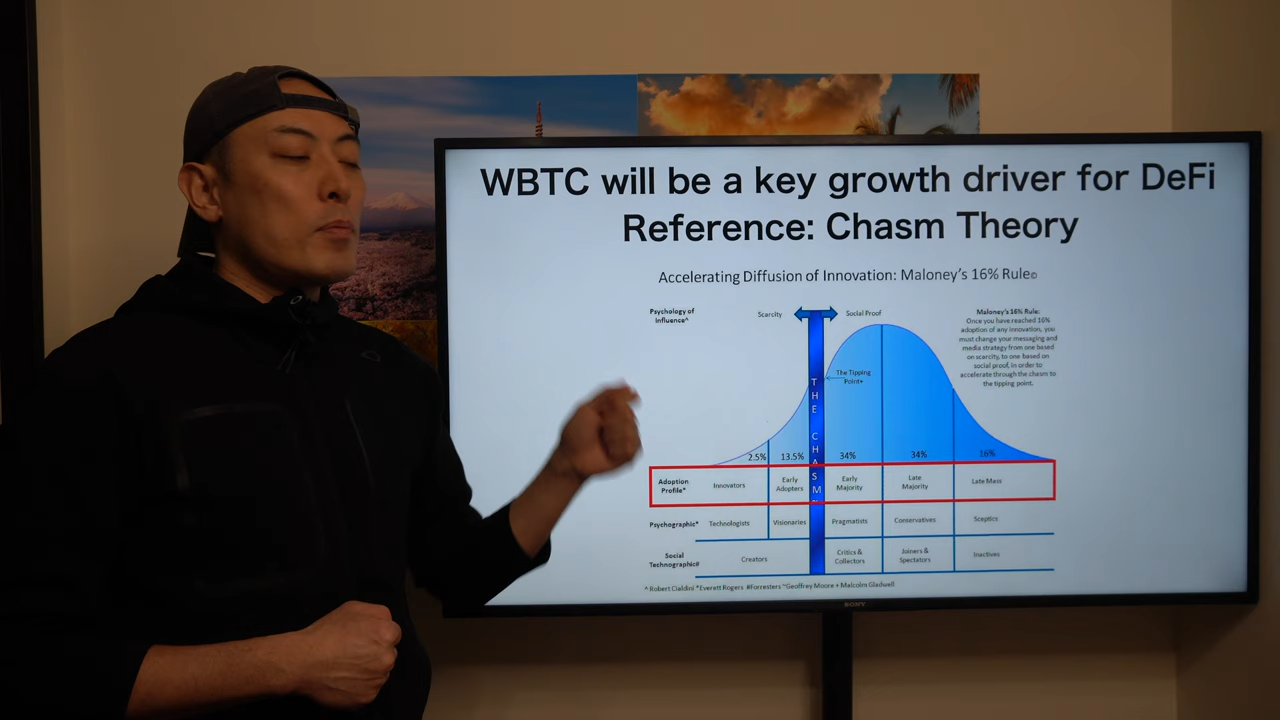 WBTC will be a key growth driver for DeFi
Reference: Chasm Theory
Accelerating Diffusion of Innovation: Maloney's 16% Rule©
Psychology of
Influence^
Scarcity
Social Proof
Maloney's 16% Rule:
Once you have reached 16%
adoption of any innovation, you
must change your messaging and
media strategy from one based
on scarcity, to one based on
social proof, in order to
accelerate through the chasm to
the tipping point.
The Tipping
Point+
THE CHASM
2.5%
13.5%
34%
34%
16%
Adoption
Profile*
Innovators
Early
Adopters
Early
Majority
Late
Majority
Late Mass
Psychographic*
Technologists
Visionaries
Pragmatists
Conservatives
Sceptics
Social
Technographic#
Creators
Critics &
Collectors
Joiners &
Spectators
Inactives
^ Robert Cialdini *Everett Rogers #Forresters ~Geoffrey Moore + Malcolm Gladwell
SONY